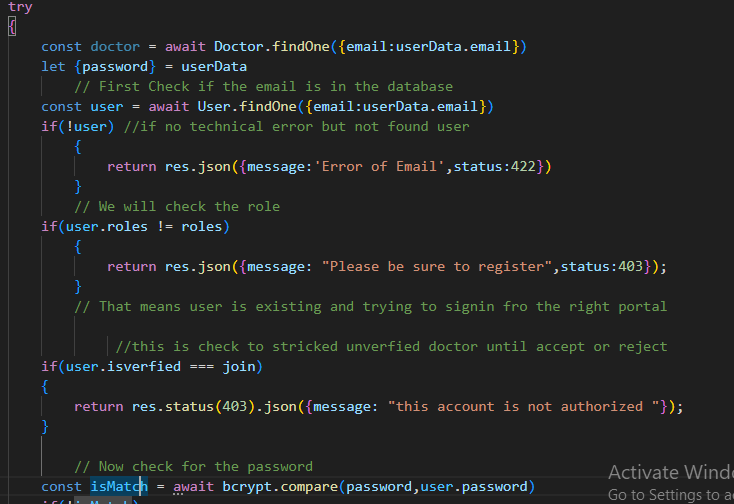 try
{
const doctor = await Doctor.findOne({email:userData.email})
let {password} = userData
// First Check if the email is in the database
const user = await User.findOne({email:userData.email})
if(!user) //if no technical error but not found user
{
return res.json({message:'Error of Email',status:422})
}
// We will check the role
if(user.roles != roles)
{
return res.json({message: "Please be sure to register",status:403});
}
// That means user is existing and trying to signin fro the right portal
//this is check to stricked unverfied doctor until accept or reject
if(user.isverfied === join)
{
return res.status(403).json({message: "this account is not authorized "});
}
// Now check for the password
const isMatch = await bcrypt.compare(password,user.password)
if(!isMatch)
Activate Wind
Go to Settings to a